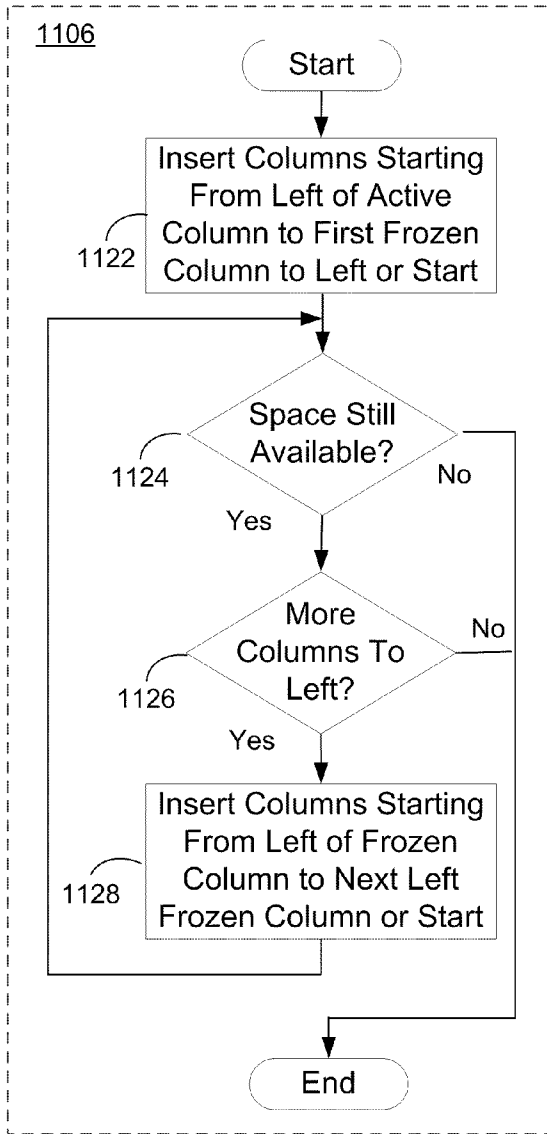 1106
Start
Insert Columns Starting
From Left of Active
Column to First Frozen
Column to Left or Start
1122
Space Still
Available?
1124
No
Yes
More
Columns To
Left?
No
1126
Yes
Insert Columns Starting
From Left of Frozen
Column to Next Left
Frozen Column or Start
1128
End